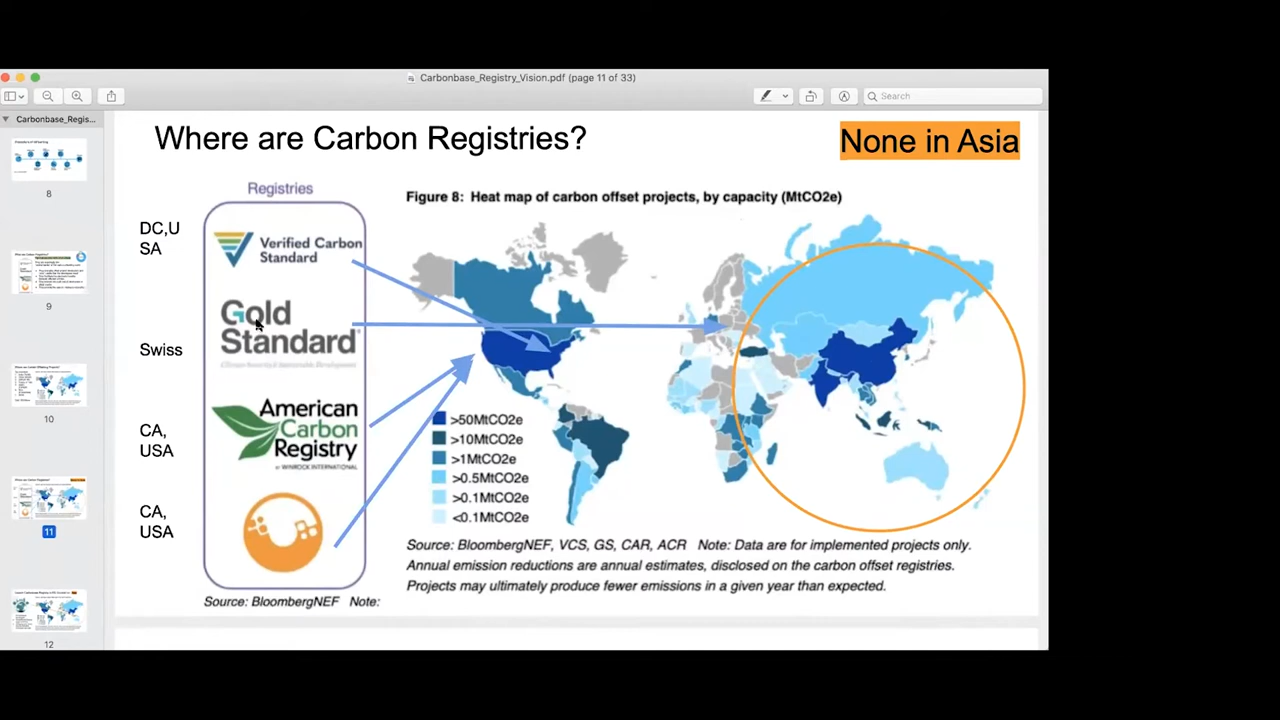 Carbonbase_Registry_Vision.pdf (page 11 of 33)
Search
Carbonbase_Regis...
8
9
10
11
12
Where are Carbon Registries?
None in Asia
Registries
DC,U
SA
Verified Carbon
Standard
Swiss
Gold
Standard
CA,
USA
American
Carbon
Registry
at WINROCK INTERNATIONAL
CA,
USA
Source: BloombergNEF Note:
Figure 8: Heat map of carbon offset projects, by capacity (MtCO2e)
>50MtCO2e
>10MtCO2e
>1MtCO2e
>0.5MtCO2e
>0.1MtCO2e
<0.1MtCO2e
Source: BloombergNEF, VCS, GS, CAR, ACR Note: Data are for implemented projects only.
Annual emission reductions are annual estimates, disclosed on the carbon offset registries.
Projects may ultimately produce fewer emissions in a given year than expected.